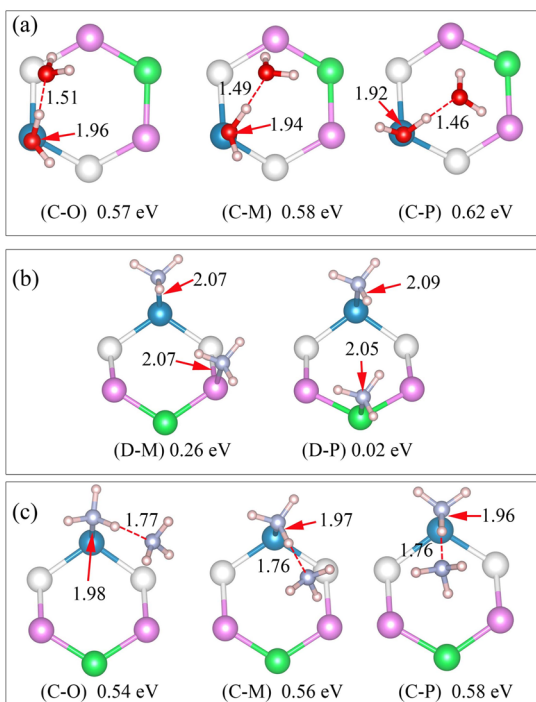 (a)
1.51
1.96
1.49
1.94
1.92
1.46
(C-O) 0.57 eV
(C-M) 0.58 eV
(C-P) 0.62 eV
(b)
2.07
2.07
2.09
2.05
(D-M) 0.26 eV
(D-P) 0.02 eV
(c)
1.77
1.98
1.97
1.76
1.96
1.76
(C-O) 0.54 eV
(C-M) 0.56 eV
(C-P) 0.58 eV